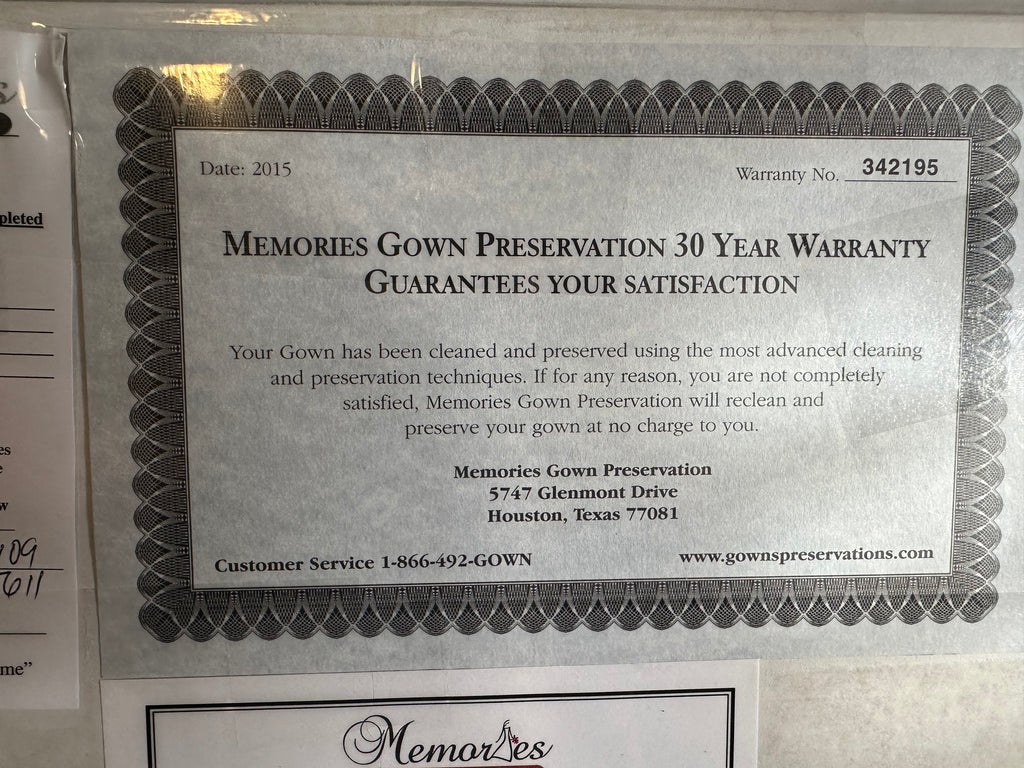 pleted
es
w
109
611
me”
Date: 2015
Warranty No. 342195
MEMORIES GOWN PRESERVATION 30 YEAR WARRANTY
GUARANTEES YOUR SATISFACTION
Your Gown has been cleaned and preserved using the most advanced cleaning
and preservation techniques. If for any reason, you are not completely
satisfied, Memories Gown Preservation will reclean and
preserve your gown at no charge to you.
Memories Gown Preservation
5747 Glenmont Drive
Houston, Texas 77081
Customer Service 1-866-492-GOWN
www.gownspreservations.com
Memories